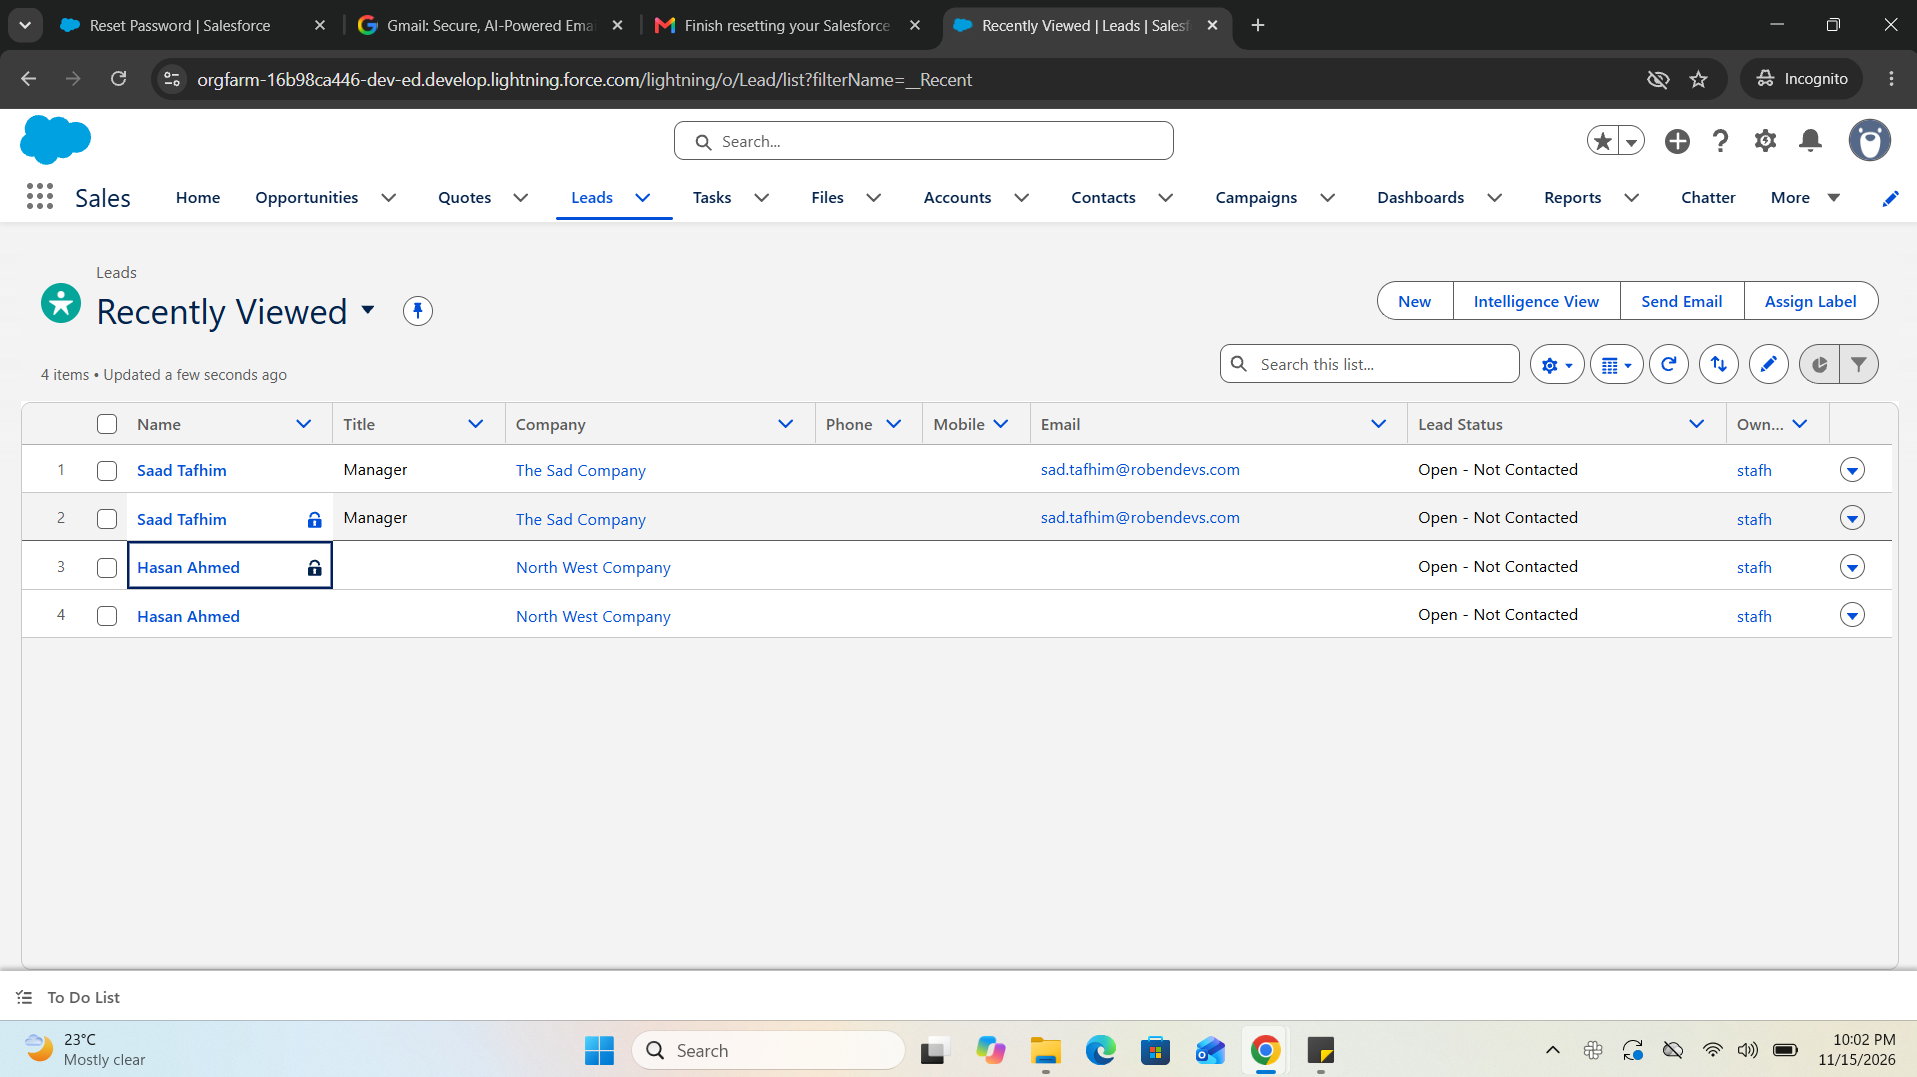 Reset Password | Salesforce
Gmail: Secure, AI-Powered Emai
Finish resetting your Salesforce
Recently Viewed | Leads | Salesf
orgfarm-16b98ca446-dev-ed.develop.lightning.force.com/lightning/o/Lead/list?filterName=__Recent
Incognito
Search...
Sales
Home
Opportunities
Quotes
Leads
Tasks
Files
Accounts
Contacts
Campaigns
Dashboards
Reports
Chatter
More
Leads
Recently Viewed
New
Intelligence View
Send Email
Assign Label
4 items • Updated a few seconds ago
Search this list...
Name Title Company Phone Mobile Email Lead Status Own...
1 Saad Tafhim Manager The Sad Company sad.tafhim@robendevs.com Open - Not Contacted stafh
2 Saad Tafhim Manager The Sad Company sad.tafhim@robendevs.com Open - Not Contacted stafh
3 Hasan Ahmed North West Company Open - Not Contacted stafh
4 Hasan Ahmed North West Company Open - Not Contacted stafh
To Do List
23°C
Mostly clear
Search
10:02 PM
11/15/2026